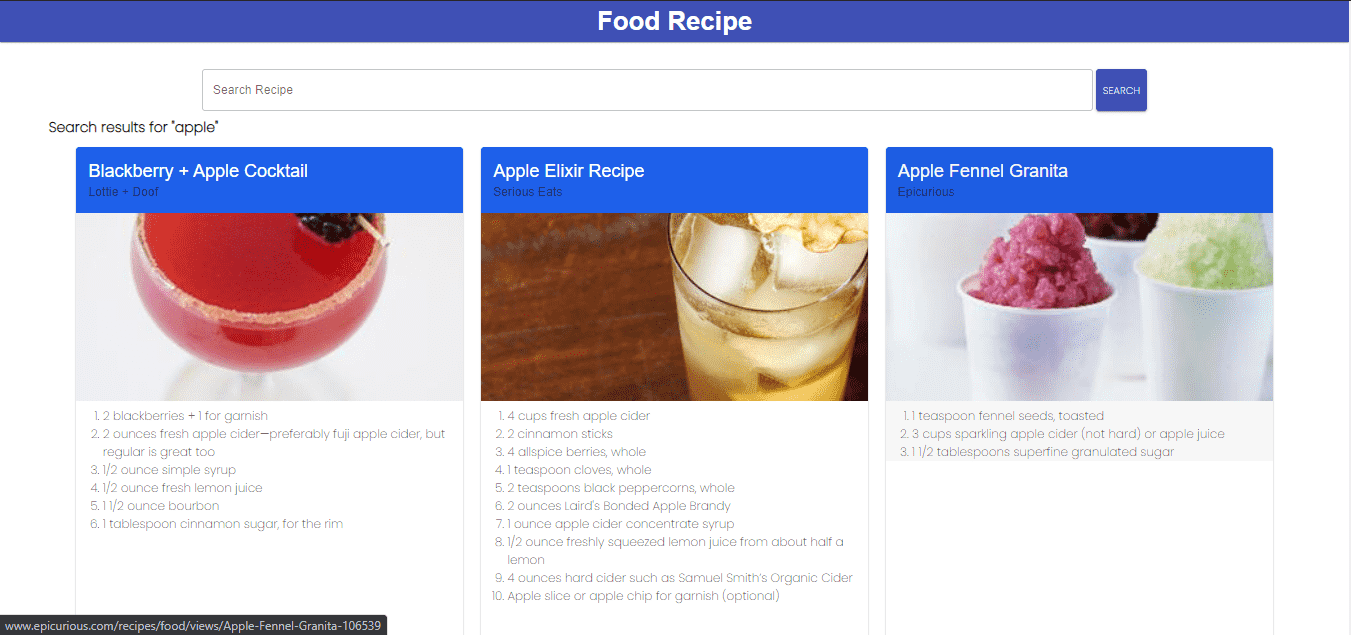 Food Recipe
Search Recipe
SEARCH
Search results for "apple"
Blackberry + Apple Cocktail
Lottie + Doof
1. 2 blackberries + 1 for garnish
2. 2 ounces fresh apple cider—preferably fuji apple cider, but
regular is great too
3. 1/2 ounce simple syrup
4. 1/2 ounce fresh lemon juice
5. 1 1/2 ounce bourbon
6. 1 tablespoon cinnamon sugar, for the rim
Apple Elixir Recipe
Serious Eats
1. 4 cups fresh apple cider
2. 2 cinnamon sticks
3. 4 allspice berries, whole
4. 1 teaspoon cloves, whole
5. 2 teaspoons black peppercorns, whole
6. 2 ounces Laird's Bonded Apple Brandy
7. 1 ounce apple cider concentrate syrup
8. 1/2 ounce freshly squeezed lemon juice from about half a
lemon
9. 4 ounces hard cider such as Samuel Smith's Organic Cider
10. Apple slice or apple chip for garnish (optional)
Apple Fennel Granita
Epicurious
1. 1 teaspoon fennel seeds, toasted
2. 3 cups sparkling apple cider (not hard) or apple juice
3. 1 1/2 tablespoons superfine granulated sugar
www.epicurious.com/recipes/food/views/Apple-Fennel-Granita-106539